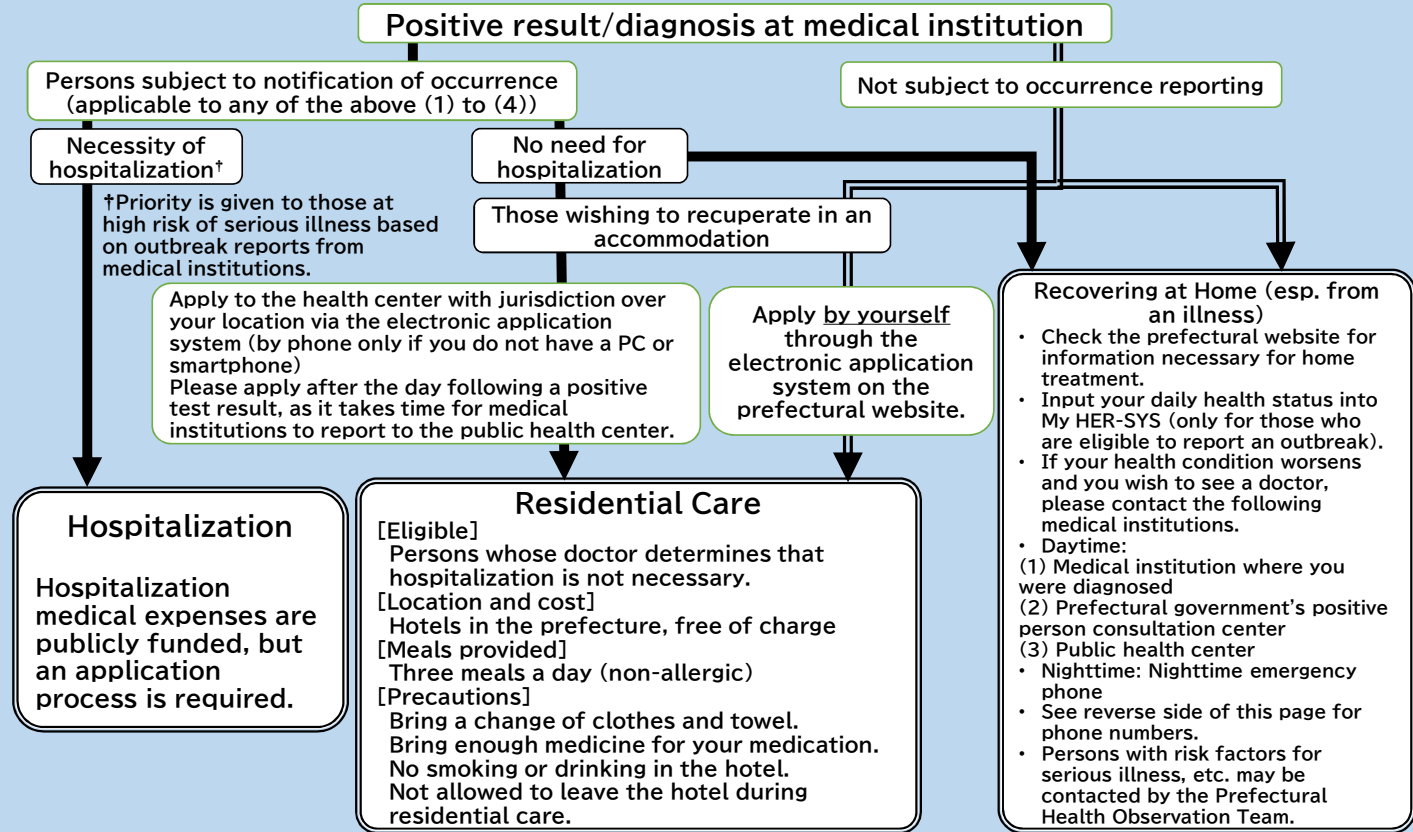 Positive result/diagnosis at medical institution
Persons subject to notification of occurrence
(applicable to any of the above (1) to (4))
Not subject to occurrence reporting
Necessity of
hospitalization†
No need for
hospitalization
†Priority is given to those at
high risk of serious illness based
on outbreak reports from
medical institutions.
Those wishing to recuperate in an
accommodation
Apply to the health center with jurisdiction over
your location via the electronic application
system (by phone only if you do not have a PC or
smartphone)
Please apply after the day following a positive
test result, as it takes time for medical
institutions to report to the public health center.
Apply by yourself
through the
electronic application
system on the
prefectural website.
Hospitalization
Hospitalization
medical expenses are
publicly funded, but
an application
process is required.
Residential Care
[Eligible]
Persons whose doctor determines that
hospitalization is not necessary.
[Location and cost]
Hotels in the prefecture, free of charge
[Meals provided]
Three meals a day (non-allergic)
[Precautions]
Bring a change of clothes and towel.
Bring enough medicine for your medication.
No smoking or drinking in the hotel.
Not allowed to leave the hotel during
residential care.
Recovering at Home (esp. from
an illness)
• Check the prefectural website for
information necessary for home
treatment.
• Input your daily health status into
My HER-SYS (only for those who
are eligible to report an outbreak).
• If your health condition worsens
and you wish to see a doctor,
please contact the following
medical institutions.
• Daytime:
(1) Medical institution where you
were diagnosed
(2) Prefectural government's positive
person consultation center
(3) Public health center
• Nighttime: Nighttime emergency
phone
• See reverse side of this page for
phone numbers.
• Persons with risk factors for
serious illness, etc. may be
contacted by the Prefectural
Health Observation Team.